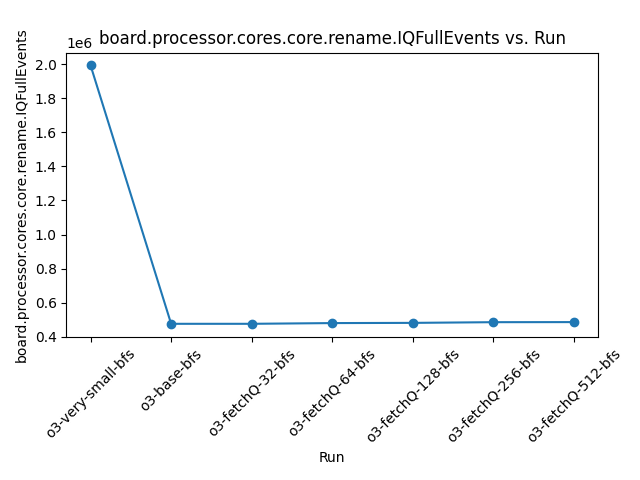 board.processor.cores.core.rename.IQFullEvents vs. Run
1e6
board.processor.cores.core.rename.IQFullEvents
2.0
1.8
1.6
1.4
1.2
1.0
0.8
0.6
0.4
o3-very-small-bfs
o3-base-bfs
o3-fetchQ-32-bfs
o3-fetchQ-64-bfs
o3-fetchQ-128-bfs
o3-fetchQ-256-bfs
o3-fetchQ-512-bfs
Run